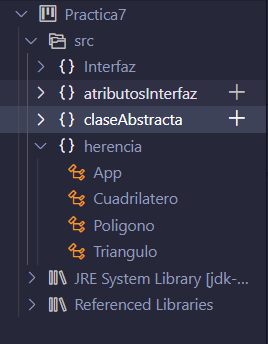 Practica7
src
{} Interfaz
{} atributosInterfaz +
{} claseAbstracta +
{} herencia
App
Cuadrilatero
Poligono
Triangulo
JRE System Library [jdk-...
Referenced Libraries